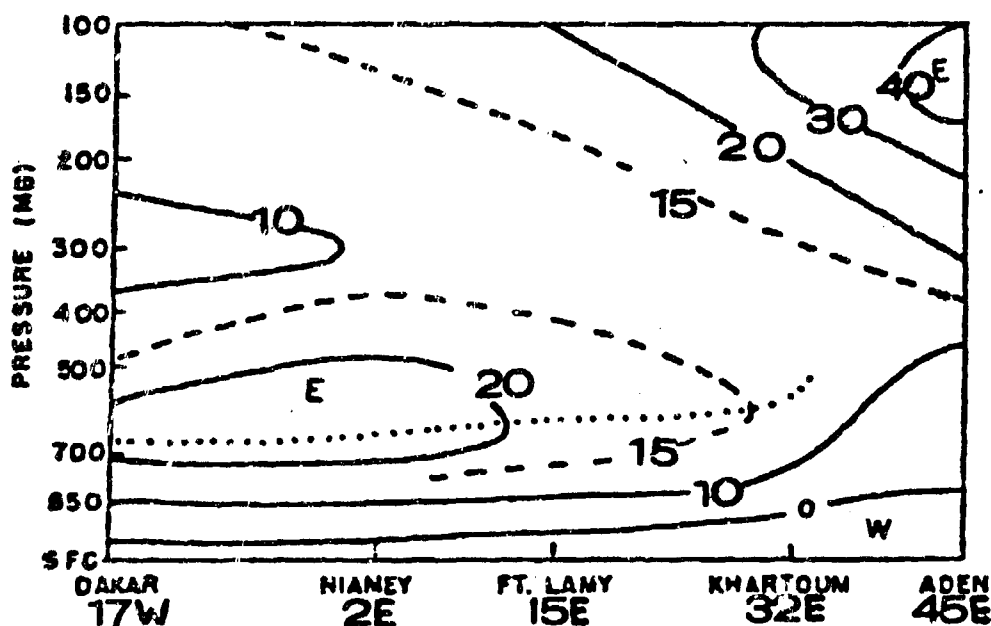 PRESSURE (MB)
100
150
200
300
400
500
700
850
SFC
E
40
30
20
15
10
E
20
15
10
0
W
DAKAR NIAMEY FT. LAMY KHARTOUM ADEN
17W 2E 15E 32E 45E